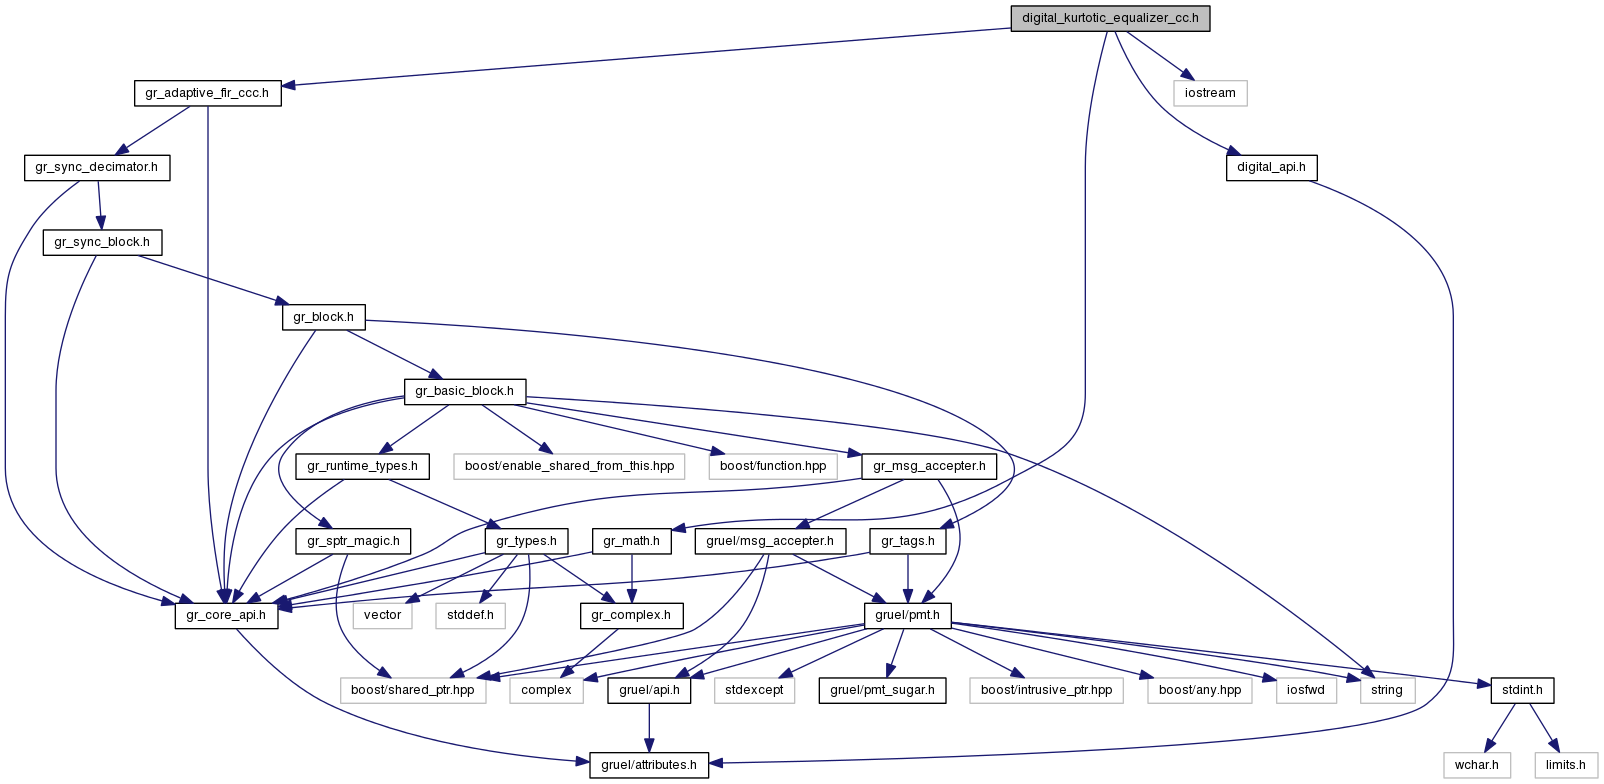 digital_kurtotic_equalizer_cc.h
gr_adaptive_fir_ccc.h
iostream
gr_sync_decimator.h
digital_api.h
gr_sync_block.h
gr_block.h
gr_basic_block.h
gr_runtime_types.h
boost/enable_shared_from_this.hpp
boost/function.hpp
gr_msg_accepter.h
gr_sptr_magic.h
gr_types.h
gr_math.h
gruel/msg_accepter.h
gr_tags.h
gr_core_api.h
vector
stddef.h
gr_complex.h
gruel/pmt.h
boost/shared_ptr.hpp
complex
gruel/api.h
stdexcept
gruel/pmt_sugar.h
boost/intrusive_ptr.hpp
boost/any.hpp
iosfwd
string
stdint.h
gruel/attributes.h
wchar.h
limits.h